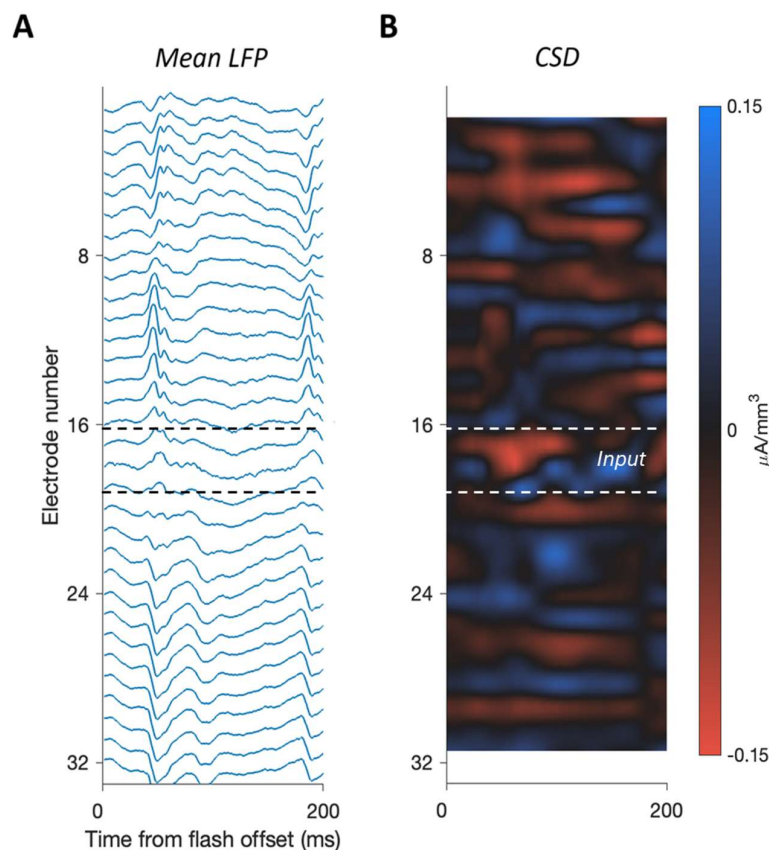 A
Mean LFP
B
CSD
0.15
8
8
Electrode number
16
16
0
Input
μA/mm³
24
24
32
32
-0.15
0
200
0
200
Time from flash offset (ms)